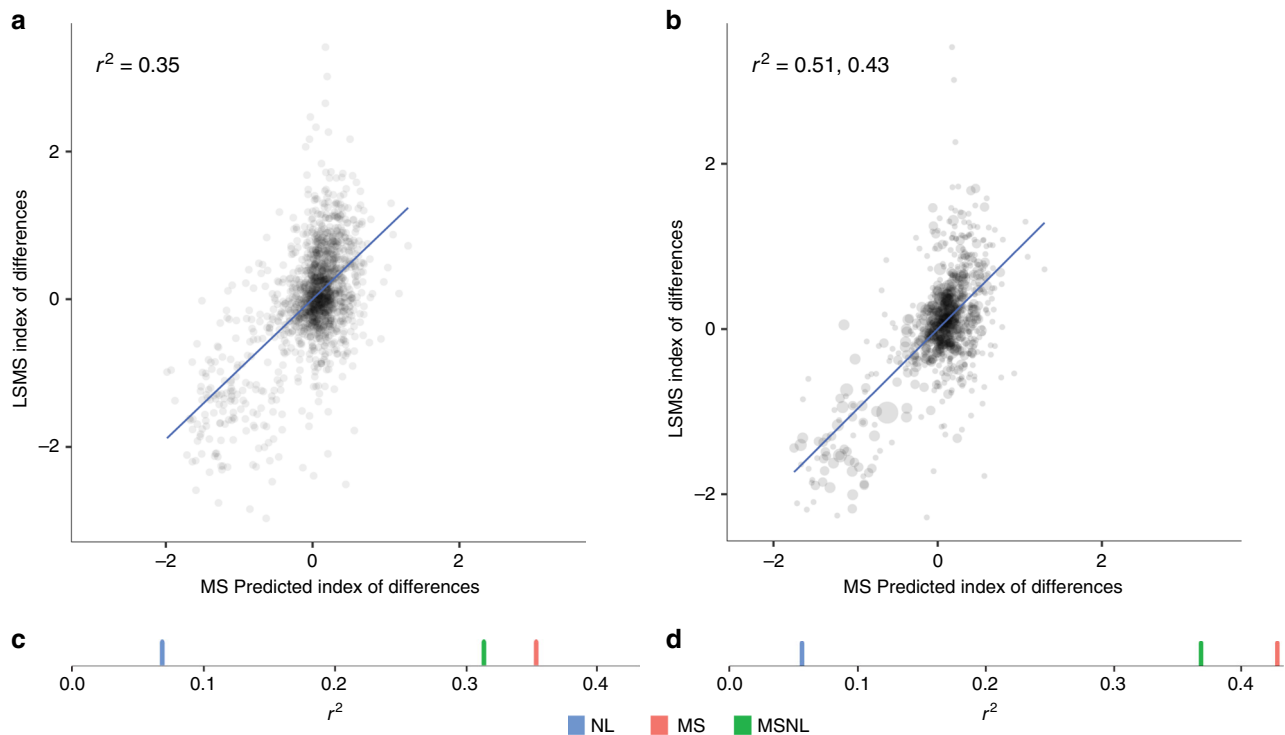 a
r² = 0.35
2
0
−2
−2
0
2
LSMS index of differences
MS Predicted index of differences
b
r² = 0.51, 0.43
2
0
−2
−2
0
2
LSMS index of differences
MS Predicted index of differences
c
0.0
0.1
0.2
0.3
0.4
r²
d
0.0
0.1
0.2
0.3
0.4
r²
NL
MS
MSNL